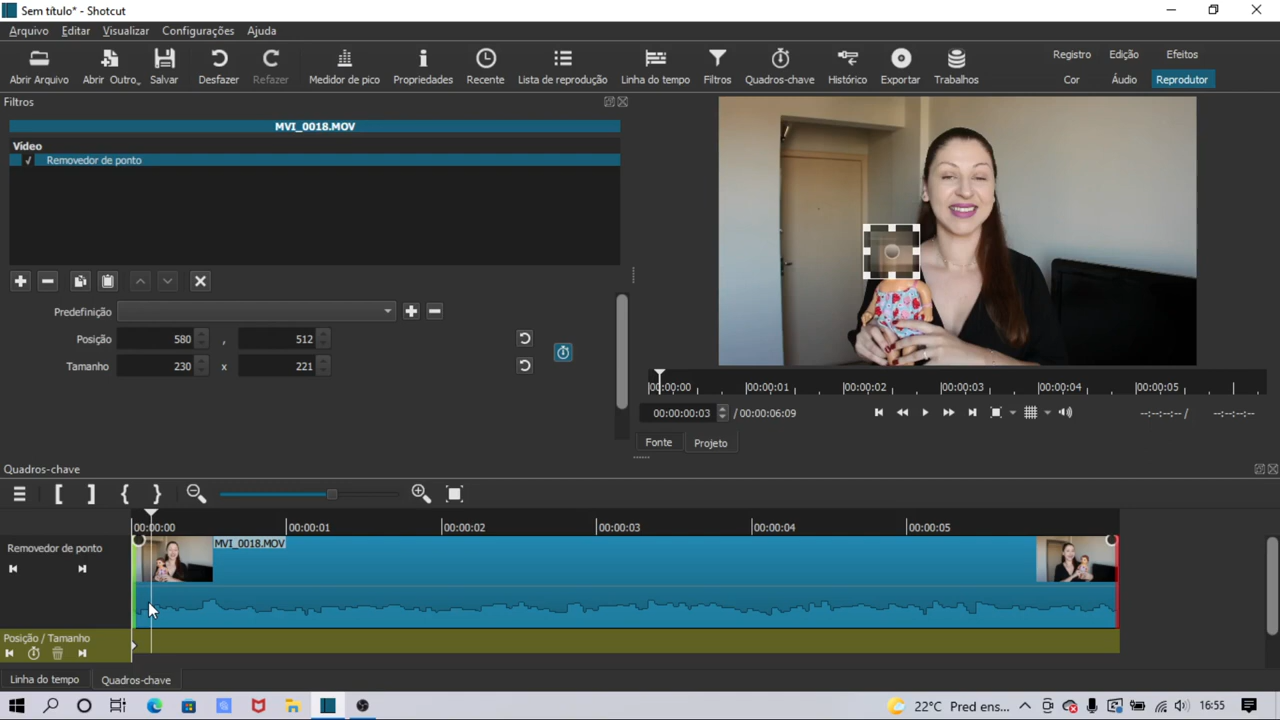 Sem título* - Shotcut
Arquivo Editar Visualizar Configurações Ajuda
Abrir Arquivo Abrir Outro... Salvar Desfazer Refazer Medidor de pico Propriedades Recente Lista de reprodução Linha do tempo Filtros Quadros-chave Histórico Exportar Trabalhos
Registro Edição Efeitos
Cor Áudio Reprodutor
Filtros
MVI_0018.MOV
Vídeo
✓ Removedor de ponto
Predefinição
Posição 580 , 512
Tamanho 230 x 221
00:00:00 00:00:01 00:00:02 00:00:03 00:00:04 00:00:05
00:00:00:03 / 00:00:06:09 --:--:--:-- / --:--:--:--
Fonte Projeto
Quadros-chave
00:00:00 00:00:01 00:00:02 00:00:03 00:00:04 00:00:05
Removedor de ponto
MVI_0018.MOV
Posição / Tamanho
Linha do tempo Quadros-chave
22°C Pred ens... 16:55